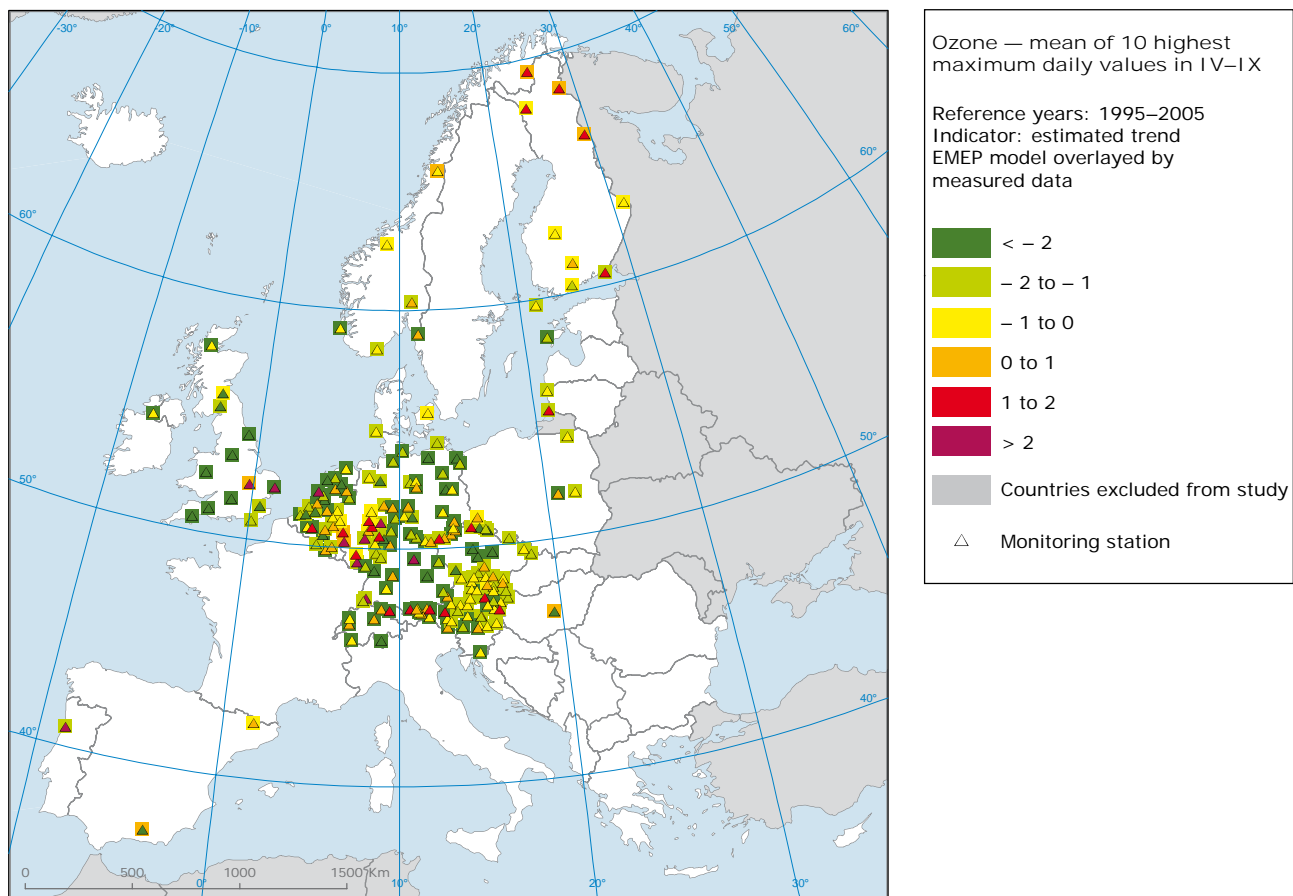 -30° -20° -10° 0° 10° 20° 30° 40° 50° 60°
60°
60°
50°
50°
40°
40°
0 500 1000 1500 Km
0° 10° 20° 30°
Ozone — mean of 10 highest
maximum daily values in IV–IX
Reference years: 1995–2005
Indicator: estimated trend
EMEP model overlayed by
measured data
< – 2
– 2 to – 1
– 1 to 0
0 to 1
1 to 2
> 2
Countries excluded from study
Monitoring station